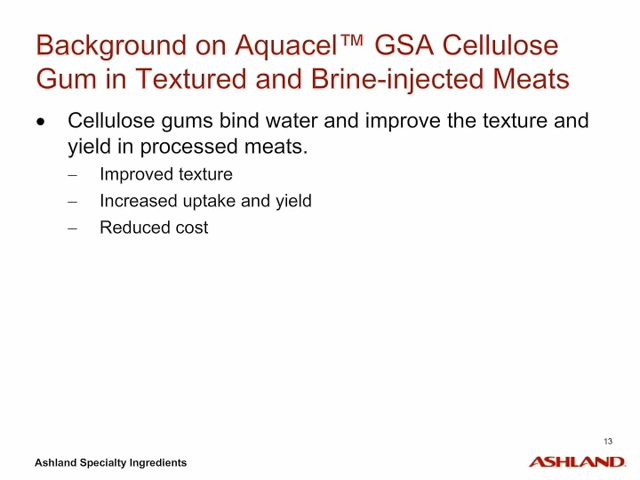 Background on Aquacel™ GSA Cellulose
Gum in Textured and Brine-injected Meats
• Cellulose gums bind water and improve the texture and
yield in processed meats.
– Improved texture
– Increased uptake and yield
– Reduced cost
13
Ashland Specialty Ingredients
ASHLAND